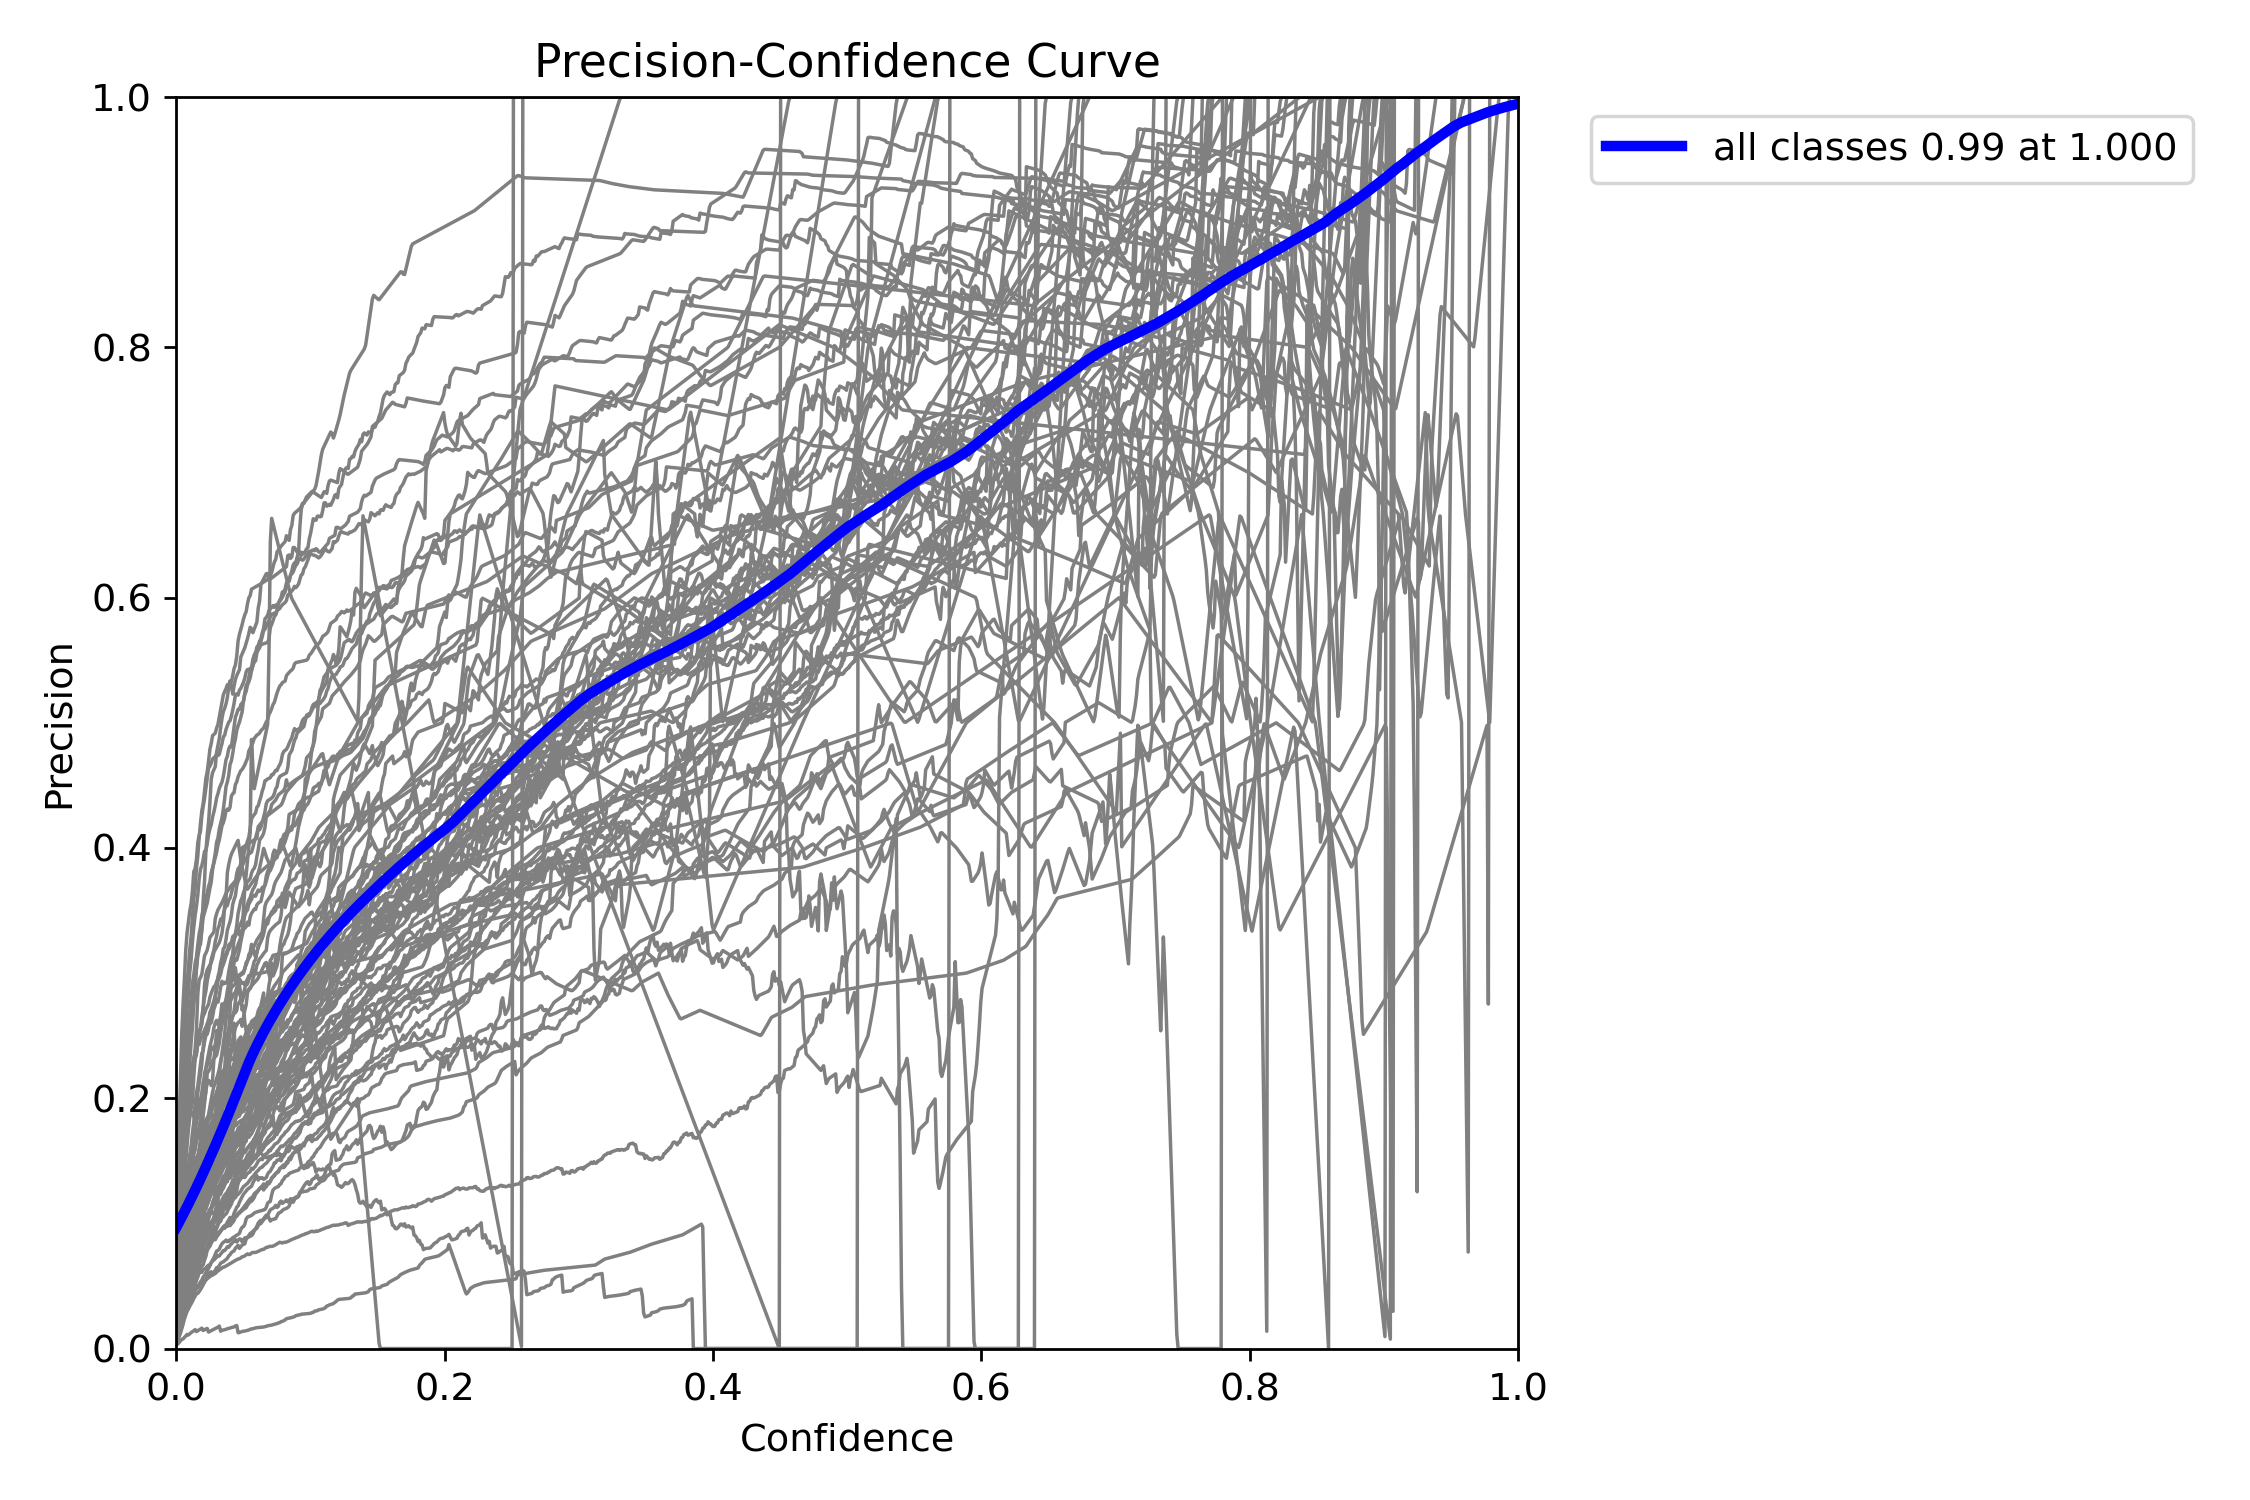 Precision-Confidence Curve
all classes 0.99 at 1.000
1.0
0.8
0.6
0.4
0.2
0.0
Precision
0.0 0.2 0.4 0.6 0.8 1.0
Confidence